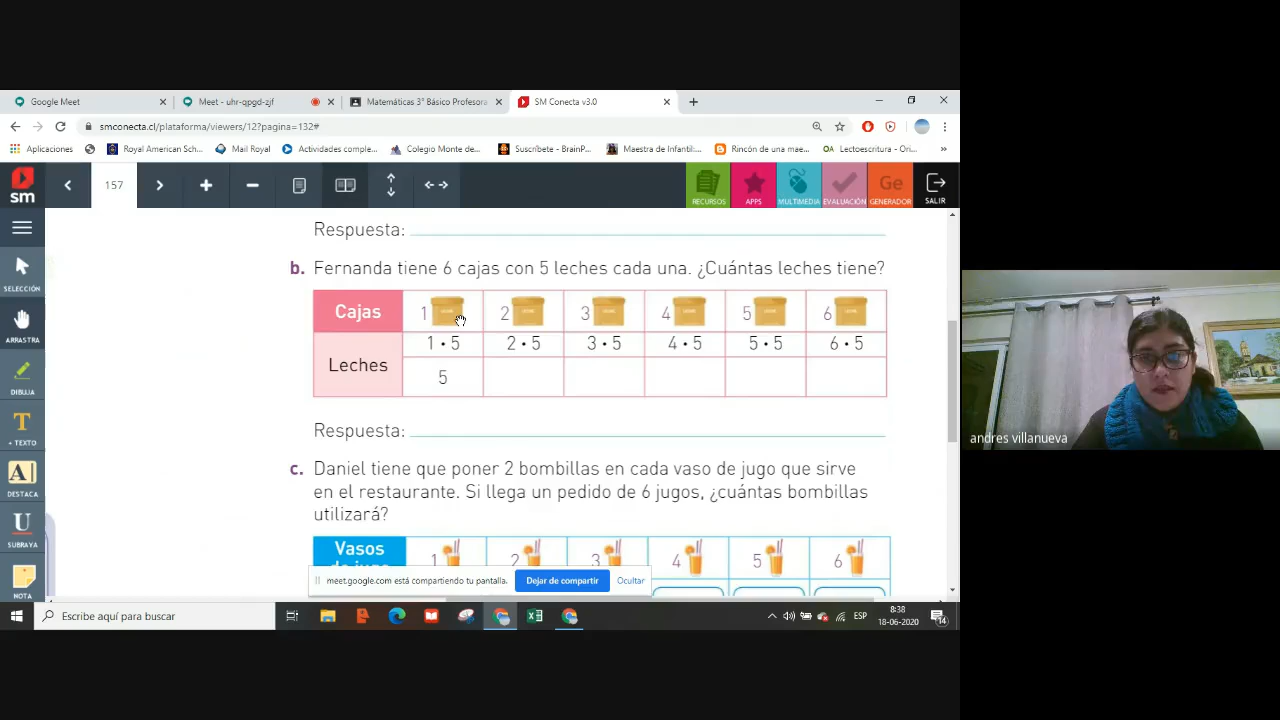 Google Meet
Meet - uhr-qpgd-zjf
Matemáticas 3° Básico Profesora
SM Conecta v3.0
smconecta.cl/plataforma/viewers/12?pagina=132#
Aplicaciones
Royal American Sch...
Mail Royal
Actividades comple...
Colegio Monte de...
Suscríbete - BrainP...
Maestra de Infantil:...
Rincón de una mae...
OA Lectoescritura - Ori...
sm
157
RECURSOS
APPS
MULTIMEDIA
EVALUACIÓN
Ge
GENERADOR
SALIR
SELECCIÓN
ARRASTRA
DIBUJA
T
+ TEXTO
A
DESTACA
U
SUBRAYA
NOTA
Respuesta:
b. Fernanda tiene 6 cajas con 5 leches cada una. ¿Cuántas leches tiene?
Cajas 1 2 3 4 5 6
Leches 1 • 5 2 • 5 3 • 5 4 • 5 5 • 5 6 • 5
5
Respuesta:
c. Daniel tiene que poner 2 bombillas en cada vaso de jugo que sirve
en el restaurante. Si llega un pedido de 6 jugos, ¿cuántas bombillas
utilizará?
Vasos
1 2 3 4 5 6
meet.google.com está compartiendo tu pantalla.
Dejar de compartir
Ocultar
andres villanueva
Escribe aquí para buscar
ESP
8:38
18-06-2020
14